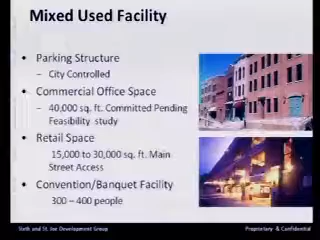 Mixed Used Facility
• Parking Structure
– City Controlled
• Commercial Office Space
– 40,000 sq. ft. Committed Pending
Feasibility study
• Retail Space
15,000 to 30,000 sq. ft. Main
Street Access
• Convention/Banquet Facility
300 – 400 people
Sixth and St. Joe Development Group
Proprietary & Confidential